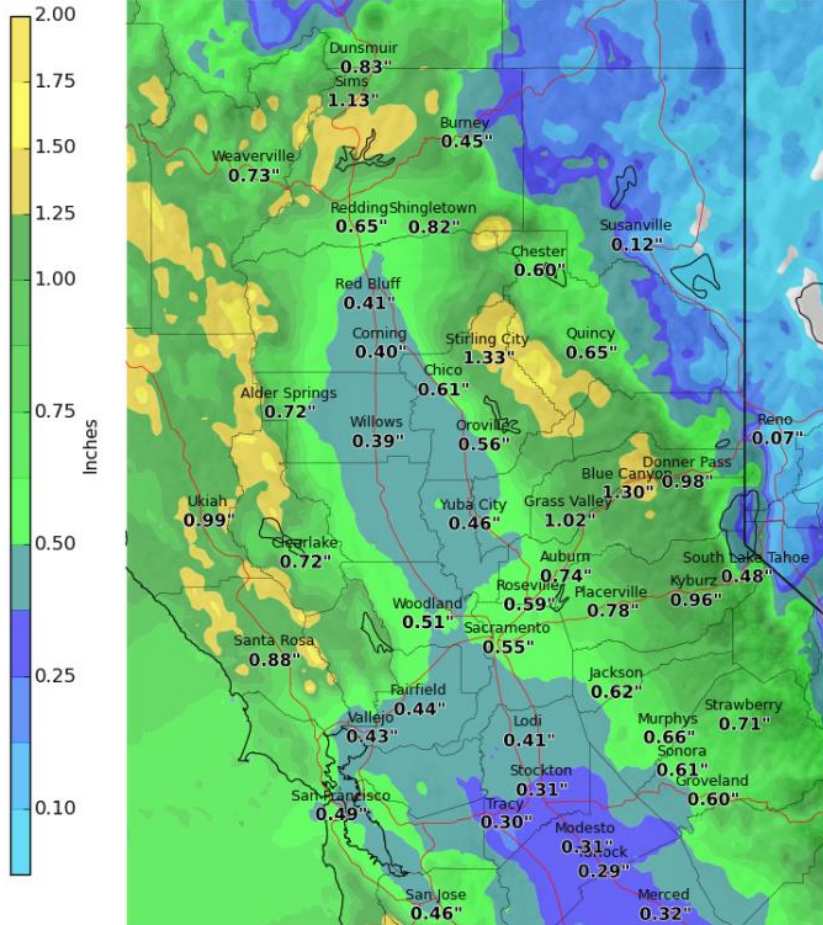 2.00
1.75
1.50
1.25
1.00
0.75
0.50
0.25
0.10
Inches
Dunsmuir
0.83"
Sims
1.13"
Burney
0.45"
Weaverville
0.73"
Redding
0.65"
Shingletown
0.82"
Susanville
0.12"
Chester
0.60"
Red Bluff
0.41"
Corning
0.40"
Stirling City
1.33"
Quincy
0.65"
Chico
0.61"
Alder Springs
0.72"
Willows
0.39"
Oroville
0.56"
Reno
0.07"
Donner Pass
0.98"
Blue Canyon
1.30"
Ukiah
0.99"
Yuba City
0.46"
Grass Valley
1.02"
Clearlake
0.72"
Auburn
0.74"
South Lake Tahoe
0.48"
Kyburz
0.96"
Roseville
0.59"
Placerville
0.78"
Woodland
0.51"
Sacramento
0.55"
Santa Rosa
0.88"
Jackson
0.62"
Fairfield
0.44"
Strawberry
0.71"
Vallejo
0.43"
Lodi
0.41"
Murphys
0.66"
Sonora
0.61"
Stockton
0.31"
Groveland
0.60"
San Francisco
0.49"
Tracy
0.30"
Modesto
0.31"
0.29"
San Jose
0.46"
Merced
0.32"